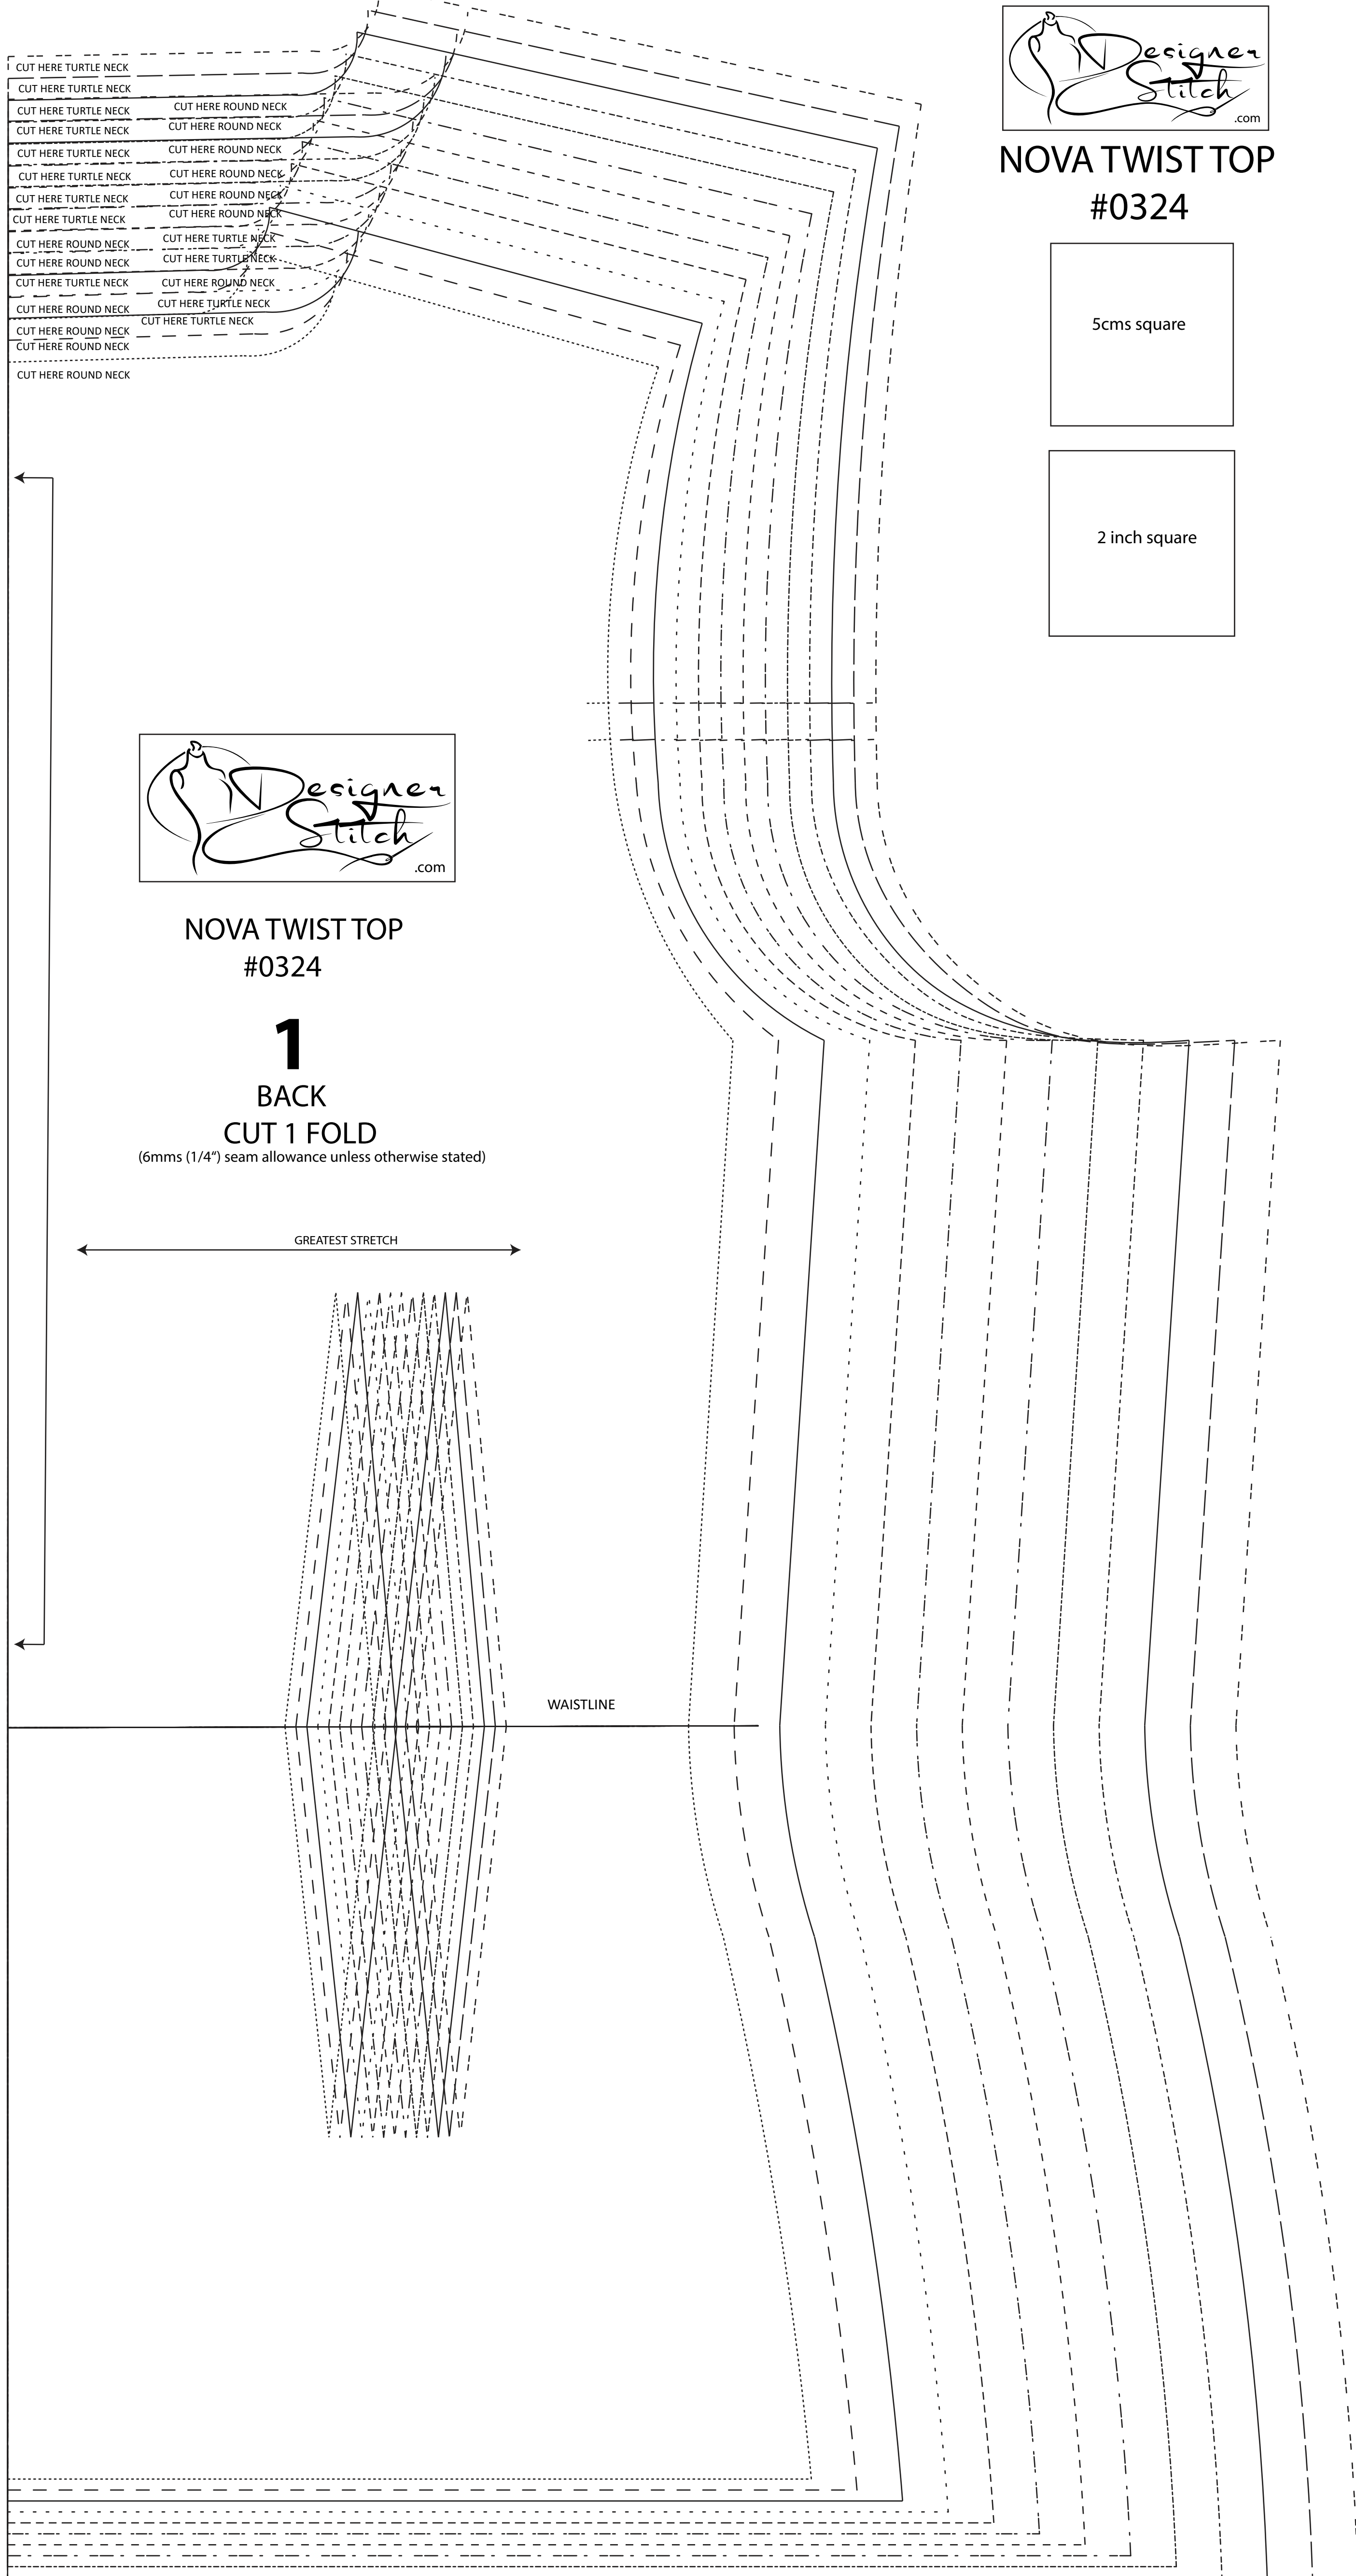 Designer
Stitch
.com
NOVA TWIST TOP
#0324
5cms square
2 inch square
CUT HERE TURTLE NECK
CUT HERE TURTLE NECK
CUT HERE TURTLE NECK
CUT HERE ROUND NECK
CUT HERE TURTLE NECK
CUT HERE ROUND NECK
CUT HERE TURTLE NECK
CUT HERE ROUND NECK
CUT HERE TURTLE NECK
CUT HERE ROUND NECK
CUT HERE TURTLE NECK
CUT HERE ROUND NECK
CUT HERE TURTLE NECK
CUT HERE ROUND NECK
CUT HERE ROUND NECK
CUT HERE TURTLE NECK
CUT HERE ROUND NECK
CUT HERE TURTLE NECK
CUT HERE TURTLE NECK
CUT HERE ROUND NECK
CUT HERE ROUND NECK
CUT HERE TURTLE NECK
CUT HERE ROUND NECK
CUT HERE TURTLE NECK
CUT HERE ROUND NECK
CUT HERE ROUND NECK
Designer
Stitch
.com
NOVA TWIST TOP
#0324
1
BACK
CUT 1 FOLD
(6mms (1/4“) seam allowance unless otherwise stated)
GREATEST STRETCH
WAISTLINE